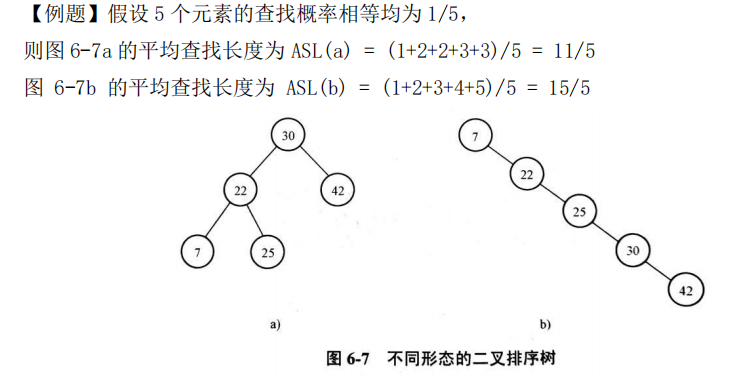 【例题】假设 5 个元素的查找概率相等均为 1/5，
则图 6-7a 的平均查找长度为 ASL(a) = (1+2+2+3+3)/5 = 11/5
图 6-7b 的平均查找长度为 ASL(b) = (1+2+3+4+5)/5 = 15/5
30
22
42
7
25
7
22
25
30
42
a)
b)
图 6-7 不同形态的二叉排序树